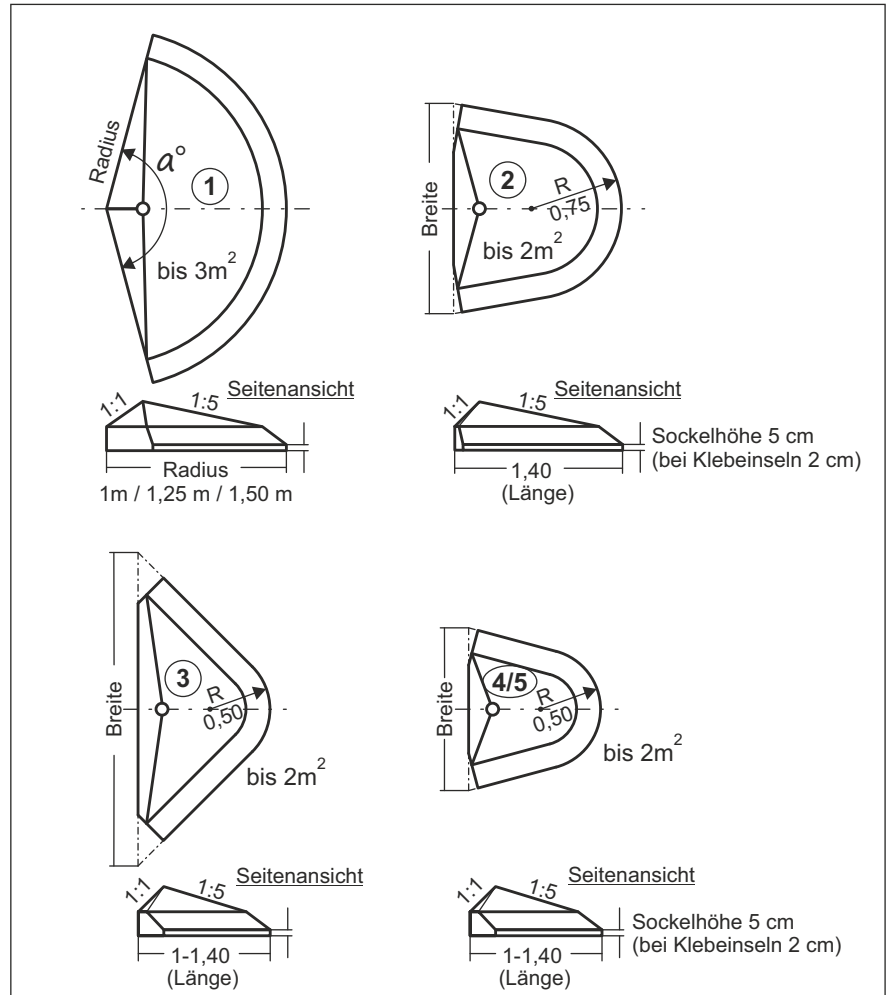 Radius
a°
1
bis 3m²
Breite
2
R
0,75
bis 2m²
1:1
1:5
Seitenansicht
Radius
1m / 1,25 m / 1,50 m
1:1
1:5
Seitenansicht
Sockelhöhe 5 cm
(bei Klebeinseln 2 cm)
1,40
(Länge)
Breite
3
R
0,50
bis 2m²
Breite
4/5
R
0,50
bis 2m²
1:1
1:5
Seitenansicht
1-1,40
(Länge)
1:1
1:5
Seitenansicht
Sockelhöhe 5 cm
(bei Klebeinseln 2 cm)
1-1,40
(Länge)